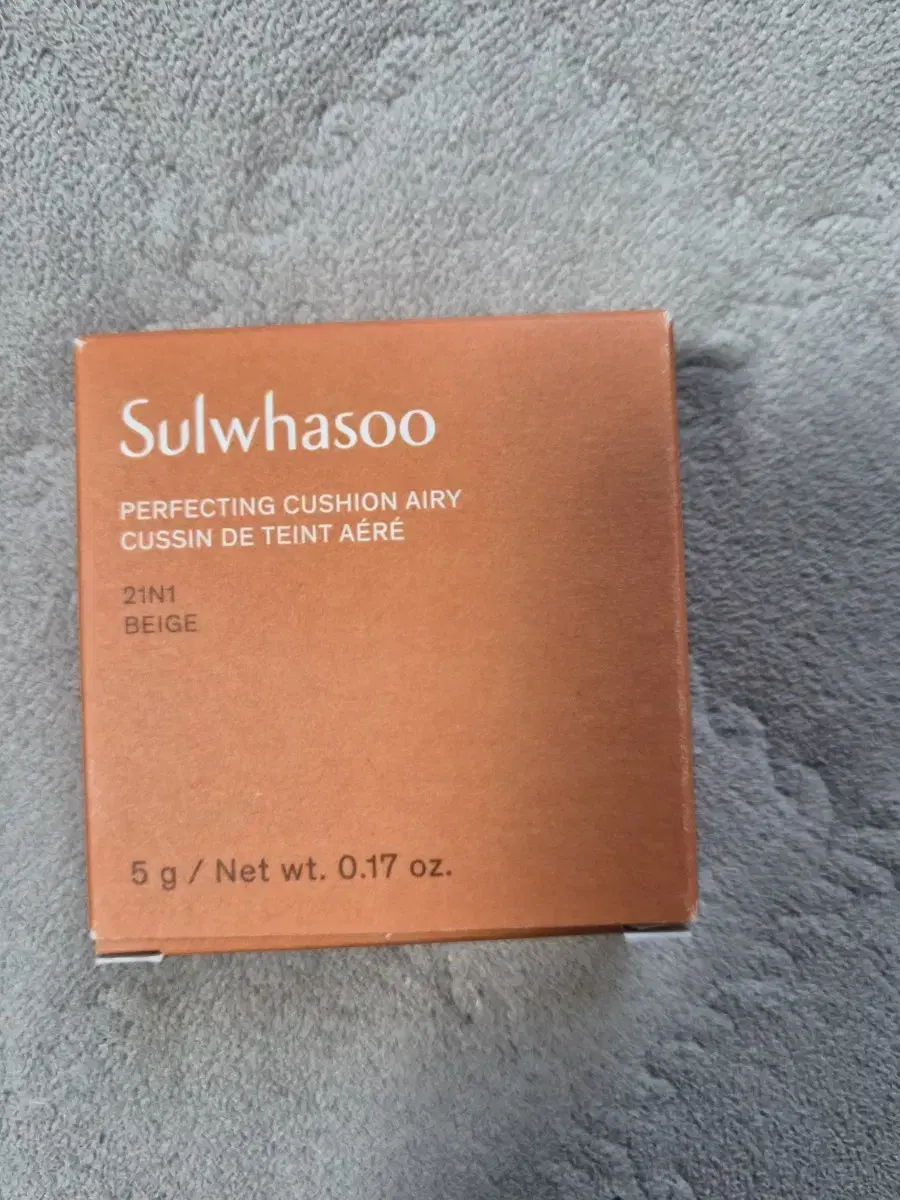 Sulwhasoo
PERFECTING CUSHION AIRY
CUSSIN DE TEINT AÉRÉ
21N1
BEIGE
5 g / Net wt. 0.17 oz.